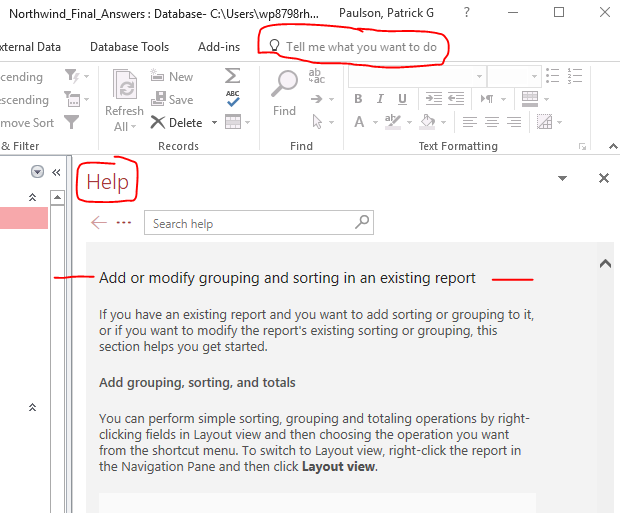 Northwind_Final_Answers : Database- C:\Users\wp8798rh... Paulson, Patrick G
xternal Data Database Tools Add-ins Tell me what you want to do
cending New Σ ab
escending Refresh All Save ABC Find ac B I U
move Sort Delete A ab
& Filter Records Find Text Formatting
Help
Search help
Add or modify grouping and sorting in an existing report
If you have an existing report and you want to add sorting or grouping to it,
or if you want to modify the report's existing sorting or grouping, this
section helps you get started.
Add grouping, sorting, and totals
You can perform simple sorting, grouping and totaling operations by right-
clicking fields in Layout view and then choosing the operation you want
from the shortcut menu. To switch to Layout view, right-click the report in
the Navigation Pane and then click Layout view.